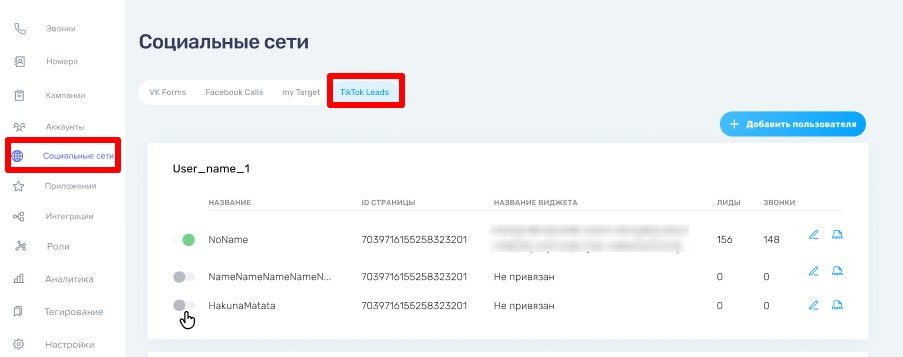 Звонки
Номера
Кампании
Аккаунты
Социальные сети
Приложения
Интеграции
Роли
Аналитика
Тегирование
Настройки
Социальные сети
VK Forms Facebook Calls my Target TikTok Leads
+ Добавить пользователя
User_name_1
НАЗВАНИЕ ID СТРАНИЦЫ НАЗВАНИЕ ВИДЖЕТА ЛИДЫ ЗВОНКИ
NoName 7039716155258323201 156 148
NameNameNameNameN... 7039716155258323201 Не привязан 0 0
HakunaMatata 7039716155258323201 Не привязан 0 0